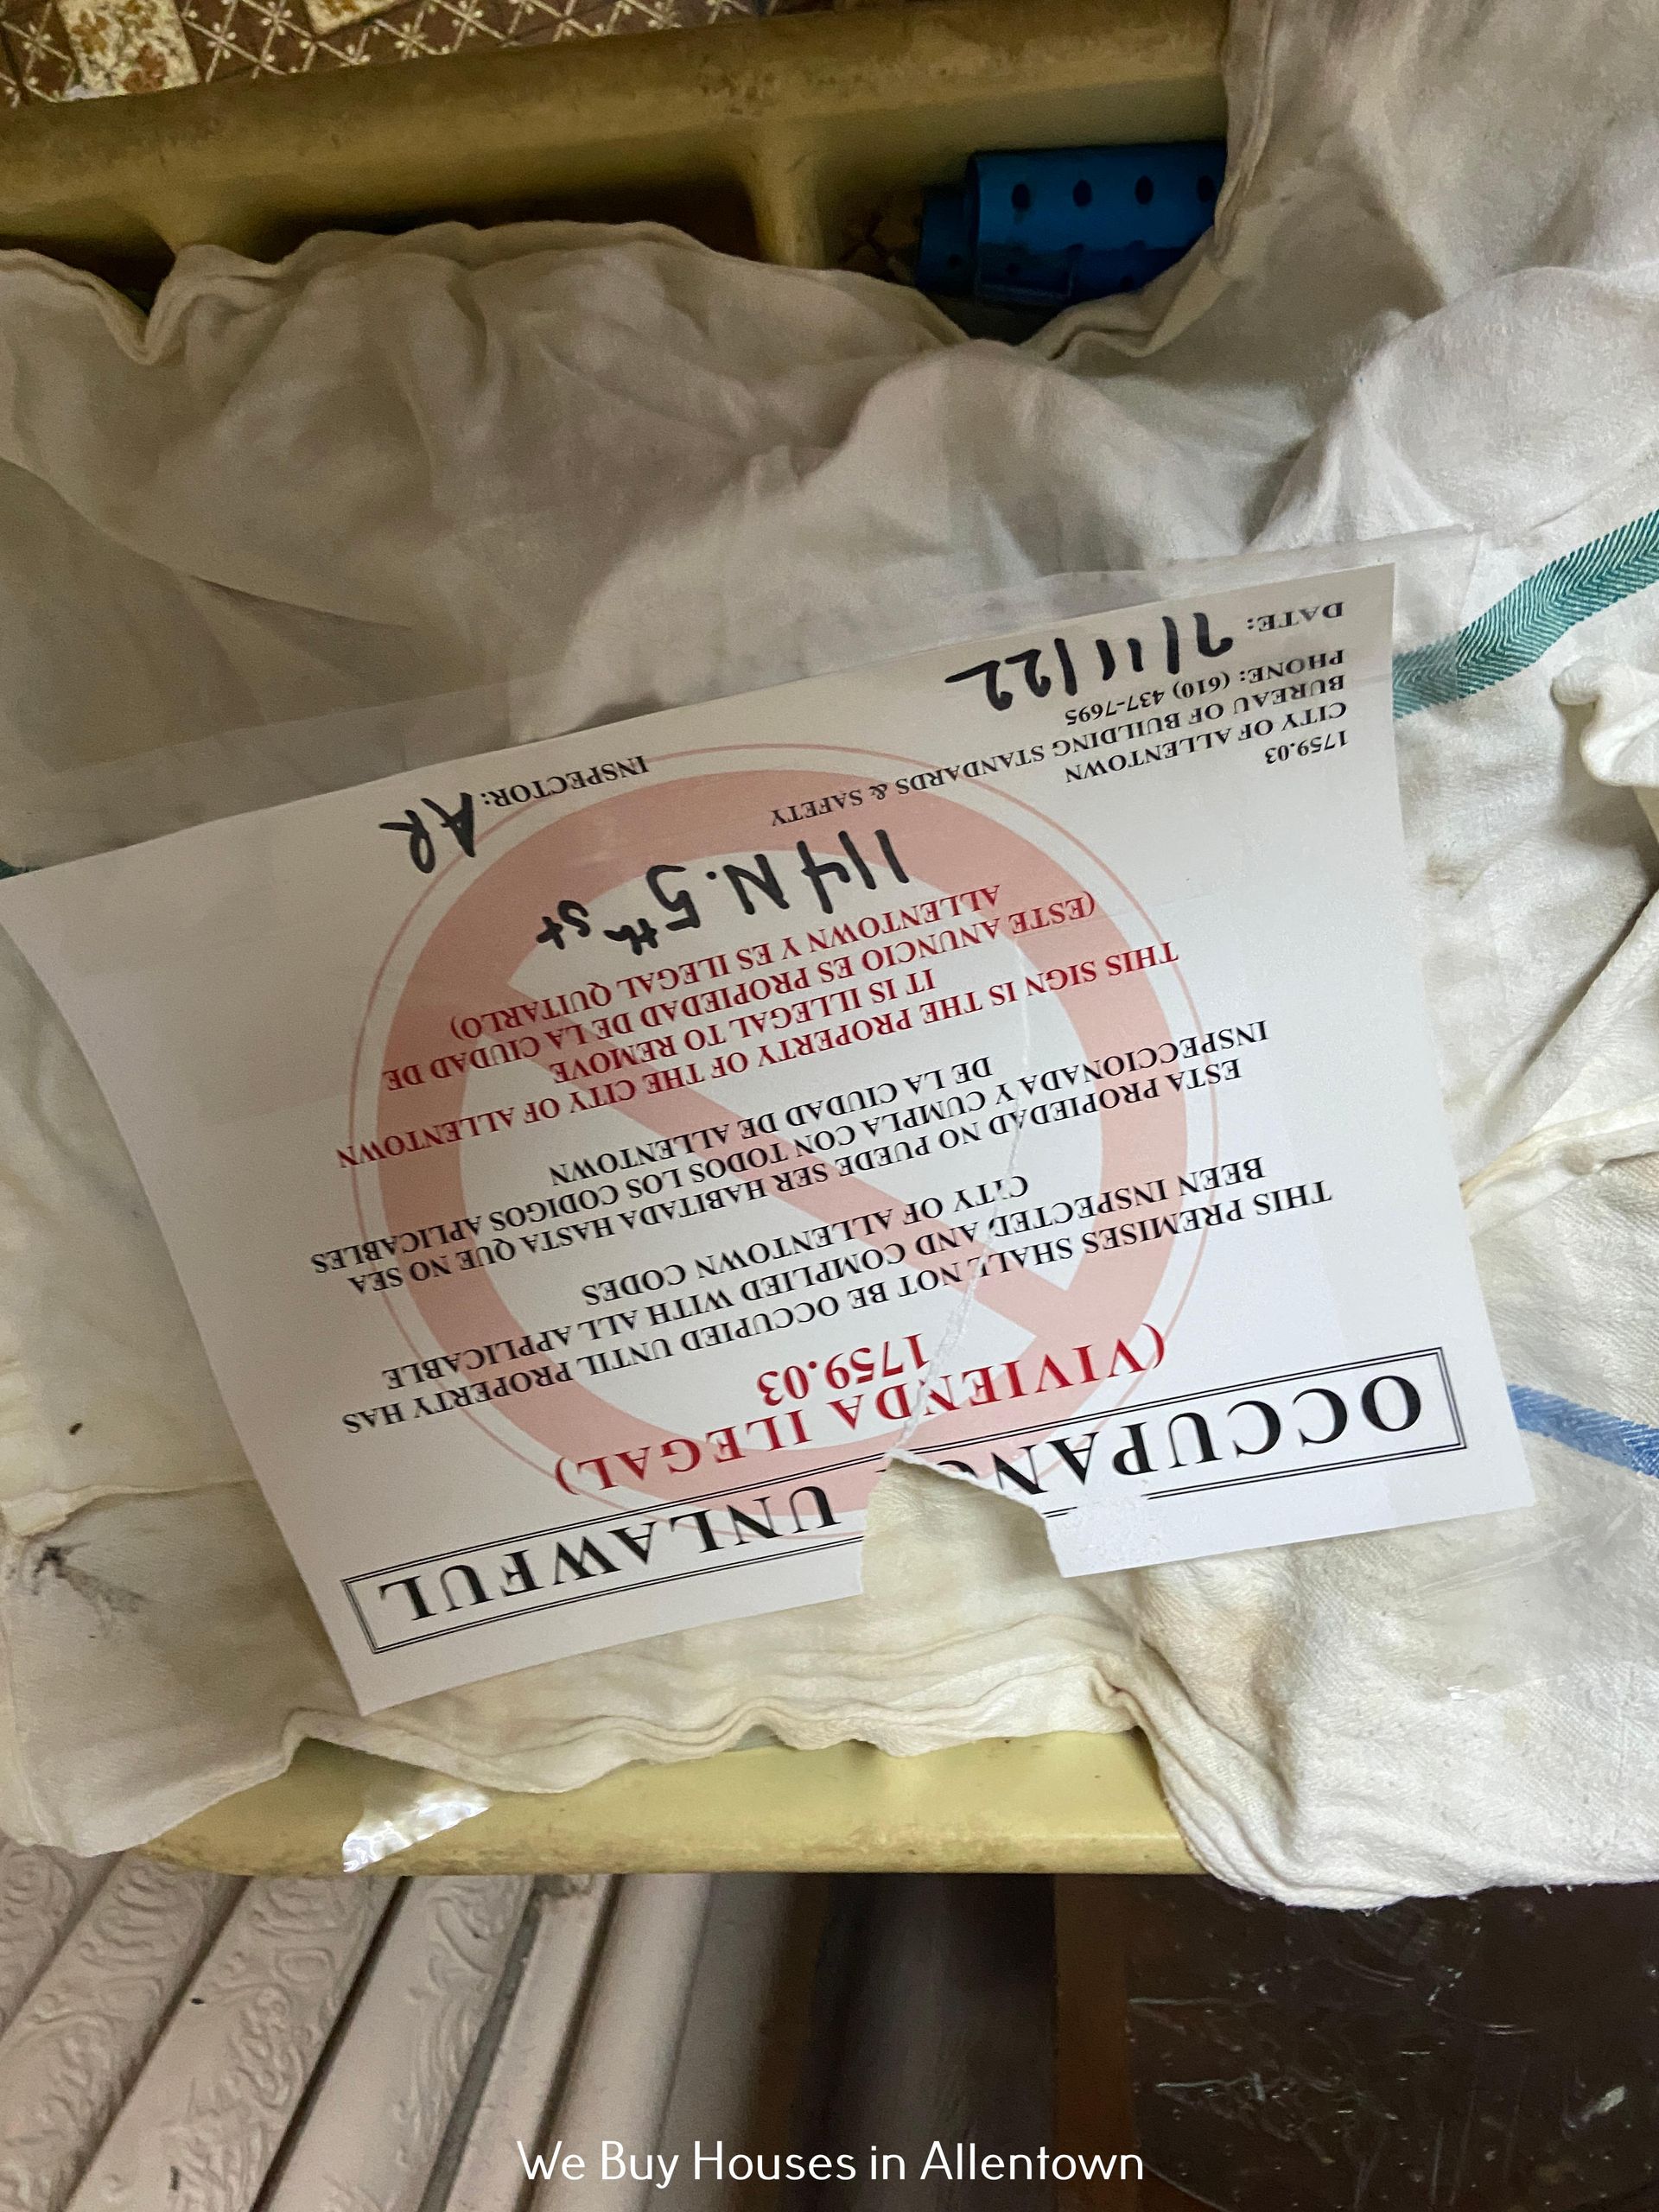 OCCUPANC UNLAWFUL
(VIVIENDA ILEGAL)
1759.03
THIS PREMISES SHALL NOT BE OCCUPIED UNTIL PROPERTY HAS
BEEN INSPECTED AND COMPLIED WITH ALL APPLICABLE
CITY OF ALLENTOWN CODES
ESTA PROPIEDAD NO PUEDE SER HABITADA HASTA QUE NO SEA
INSPECCIONADA Y CUMPLA CON TODOS LOS CODIGOS APLICABLES
DE LA CIUDAD DE ALLENTOWN
THIS SIGN IS THE PROPERTY OF THE CITY OF ALLENTOWN
IT IS ILLEGAL TO REMOVE
(ESTE ANUNCIO ES PROPIEDAD DE LA CIUDAD DE
ALLENTOWN Y ES ILEGAL QUITARLO)
114 N. 5th St
1759.03
CITY OF ALLENTOWN
BUREAU OF BUILDING STANDARDS & SAFETY
PHONE: (610) 437-7695
INSPECTOR: AR
DATE: 7/11/22
We Buy Houses in Allentown